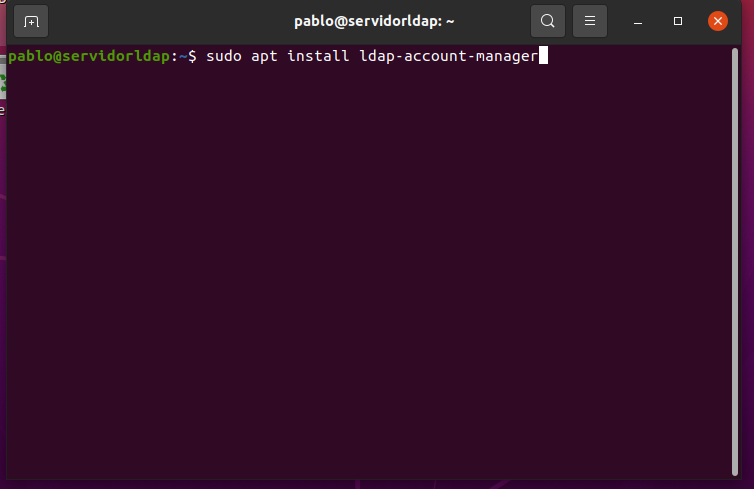 pablo@servidorldap: ~
pablo@servidorldap:~$ sudo apt install ldap-account-manager